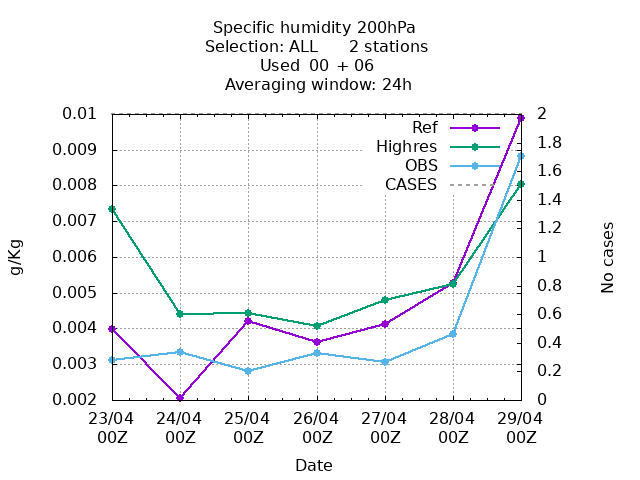 Specific humidity 200hPa
Selection: ALL 2 stations
Used 00 + 06
Averaging window: 24h
0.01
0.009
0.008
0.007
0.006
0.005
0.004
0.003
0.002
g/Kg
2
1.8
1.6
1.4
1.2
1
0.8
0.6
0.4
0.2
0
No cases
Ref
Highres
OBS
CASES
23/04 24/04 25/04 26/04 27/04 28/04 29/04
00Z 00Z 00Z 00Z 00Z 00Z 00Z
Date